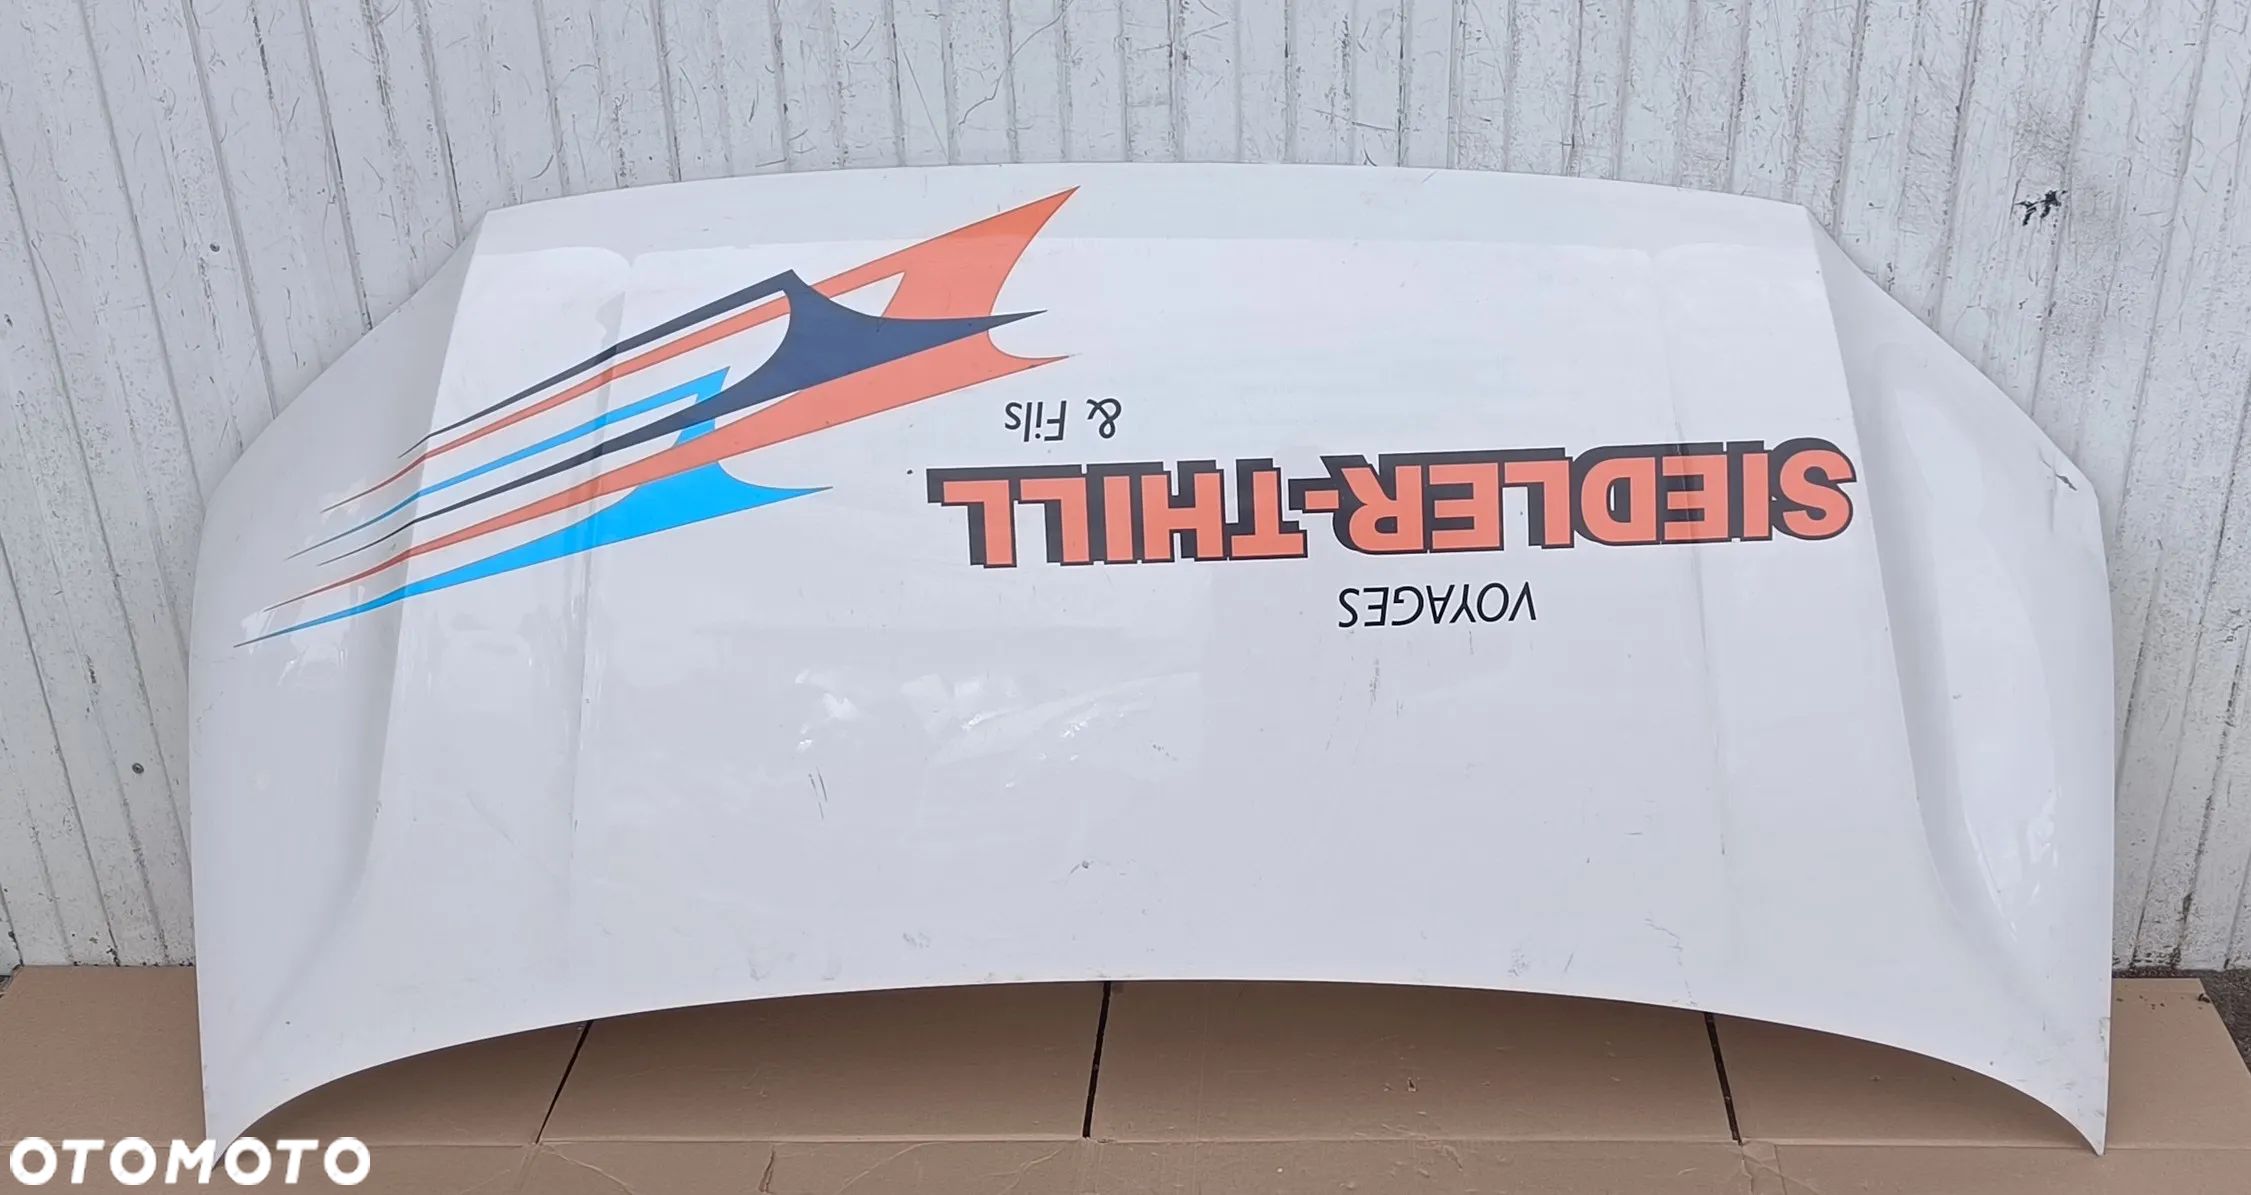 VOYAGES
SIEDLER-THILL
& Fils
OTOMOTO